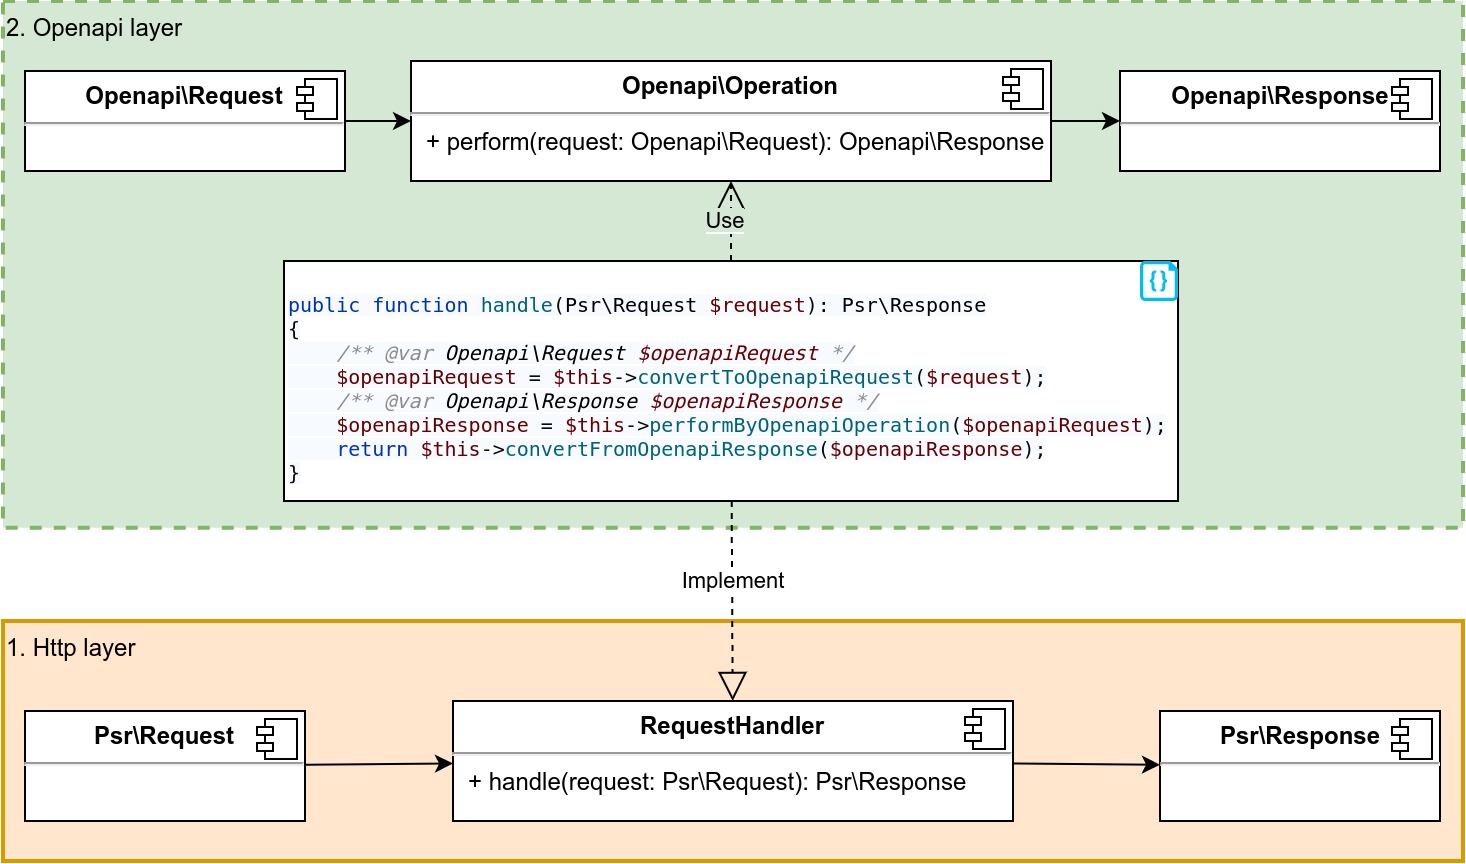 2. Openapi layer
Openapi\Request
Openapi\Operation
+ perform(request: Openapi\Request): Openapi\Response
Openapi\Response
Use
{}
public function handle(Psr\Request $request): Psr\Response
{
    /** @var Openapi\Request $openapiRequest */
    $openapiRequest = $this->convertToOpenapiRequest($request);
    /** @var Openapi\Response $openapiResponse */
    $openapiResponse = $this->performByOpenapiOperation($openapiRequest);
    return $this->convertFromOpenapiResponse($openapiResponse);
}
Implement
1. Http layer
Psr\Request
RequestHandler
+ handle(request: Psr\Request): Psr\Response
Psr\Response